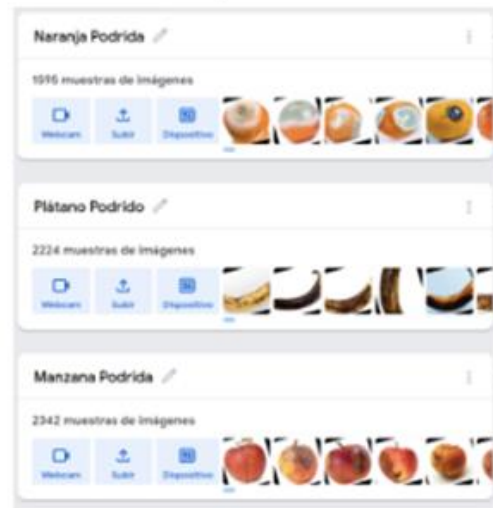 Naranja Podrida
1595 muestras de imágenes
Webcam Subir Dispositivo
Plátano Podrido
2224 muestras de imágenes
Webcam Subir Dispositivo
Manzana Podrida
2342 muestras de imágenes
Webcam Subir Dispositivo